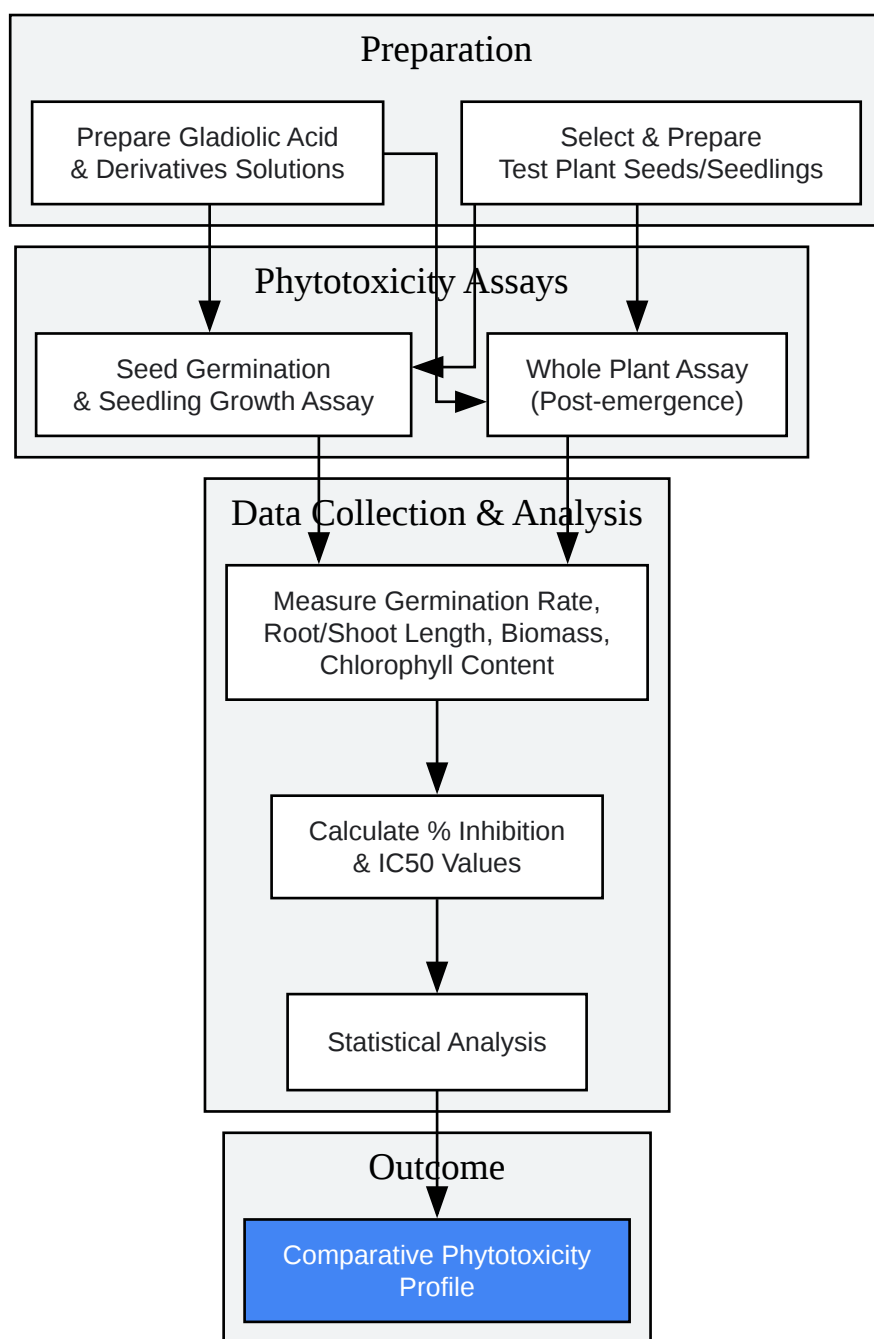 Preparation
Prepare Gladiolic Acid
& Derivatives Solutions
Select & Prepare
Test Plant Seeds/Seedlings
Phytotoxicity Assays
Seed Germination
& Seedling Growth Assay
Whole Plant Assay
(Post-emergence)
Data Collection & Analysis
Measure Germination Rate,
Root/Shoot Length, Biomass,
Chlorophyll Content
Calculate % Inhibition
& IC50 Values
Statistical Analysis
Outcome
Comparative Phytotoxicity
Profile